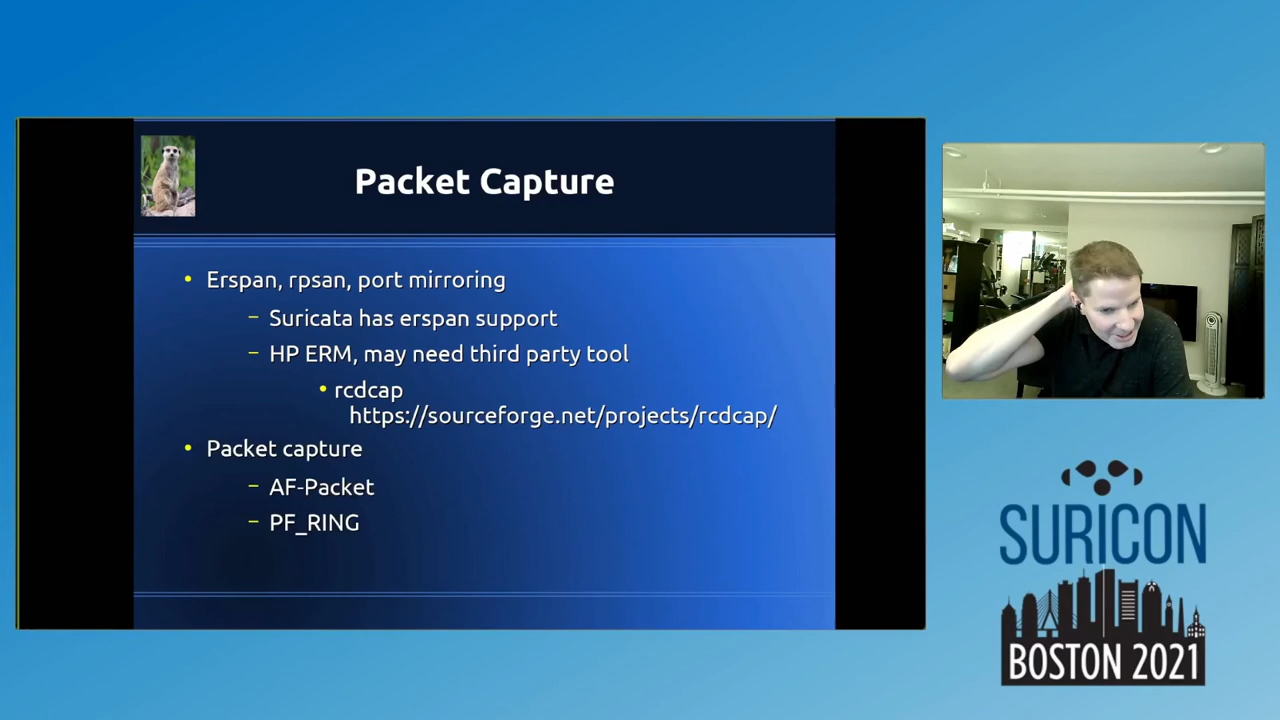 Packet Capture
Erspan, rpsan, port mirroring
Suricata has erspan support
HP ERM, may need third party tool
rcdcap
https://sourceforge.net/projects/rcdcap/
Packet capture
AF-Packet
PF_RING
SURICON
BOSTON 2021